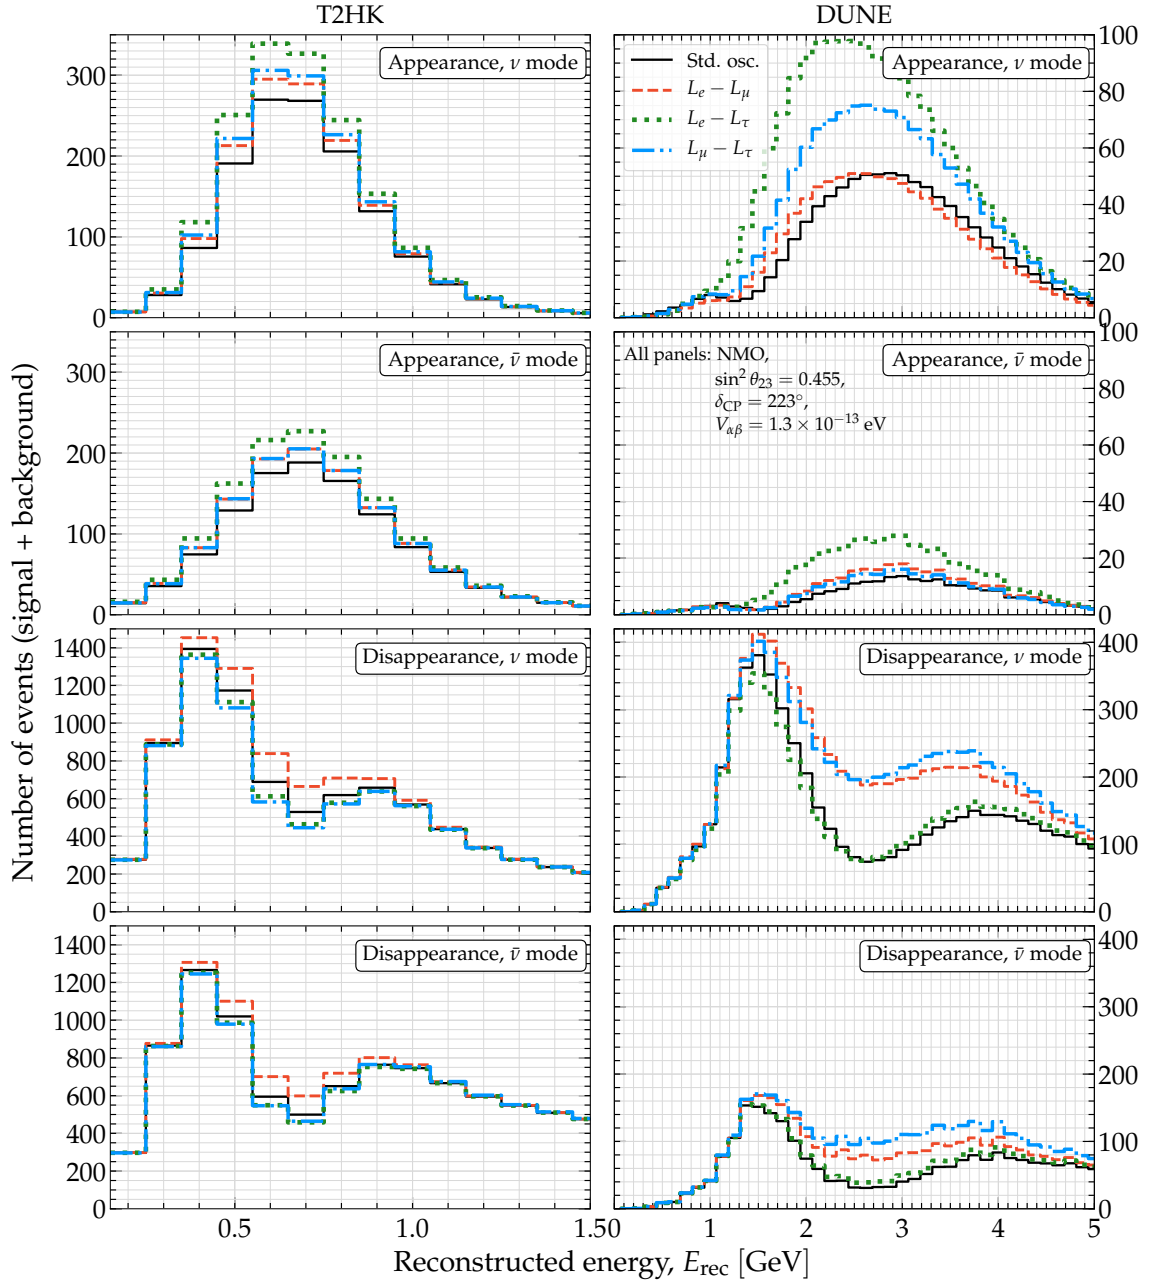 T2HK
DUNE
Number of events (signal + background)
Appearance, ν mode
300
200
100
0
Std. osc.
L_e − L_μ
L_e − L_τ
L_μ − L_τ
Appearance, ν mode
100
80
60
40
20
0
Appearance, ν̄ mode
300
200
100
0
All panels: NMO,
sin² θ₂₃ = 0.455,
δ_CP = 223°,
V_αβ = 1.3 × 10⁻¹³ eV
Appearance, ν̄ mode
100
80
60
40
20
0
Disappearance, ν mode
1400
1200
1000
800
600
400
200
0
Disappearance, ν mode
400
300
200
100
0
Disappearance, ν̄ mode
1400
1200
1000
800
600
400
200
0
Disappearance, ν̄ mode
400
300
200
100
0
0.5 1.0 1.50
1 2 3 4 5
Reconstructed energy, E_rec [GeV]